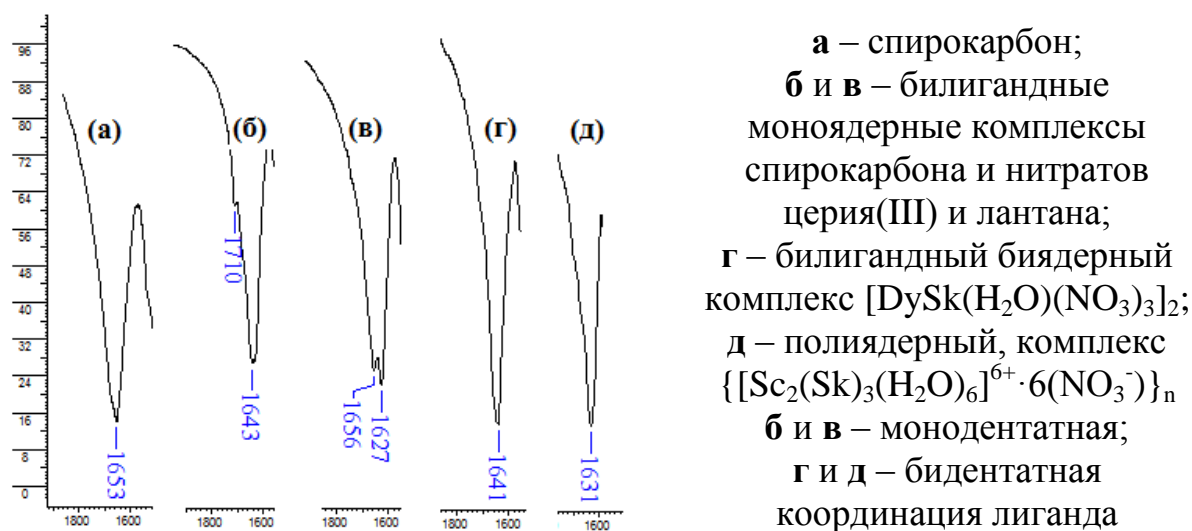 96
88
80
72
64
56
48
40
32
24
16
8
0
(а)
(б)
(в)
(г)
(д)
1653
1710
1643
1656
1627
1641
1631
1800 1600
1800 1600
1800 1600
1800 1600
1600
а – спирокарбон;
б и в – билигандные
моноядерные комплексы
спирокарбона и нитратов
церия(III) и лантана;
г – билигандный биядерный
комплекс [DySk(H₂O)(NO₃)₃]₂;
д – полиядерный, комплекс
{[Sc₂(Sk)₃(H₂O)₆]⁶⁺·6(NO₃⁻)}ₙ
б и в – монодентатная;
г и д – бидентатная
координация лиганда